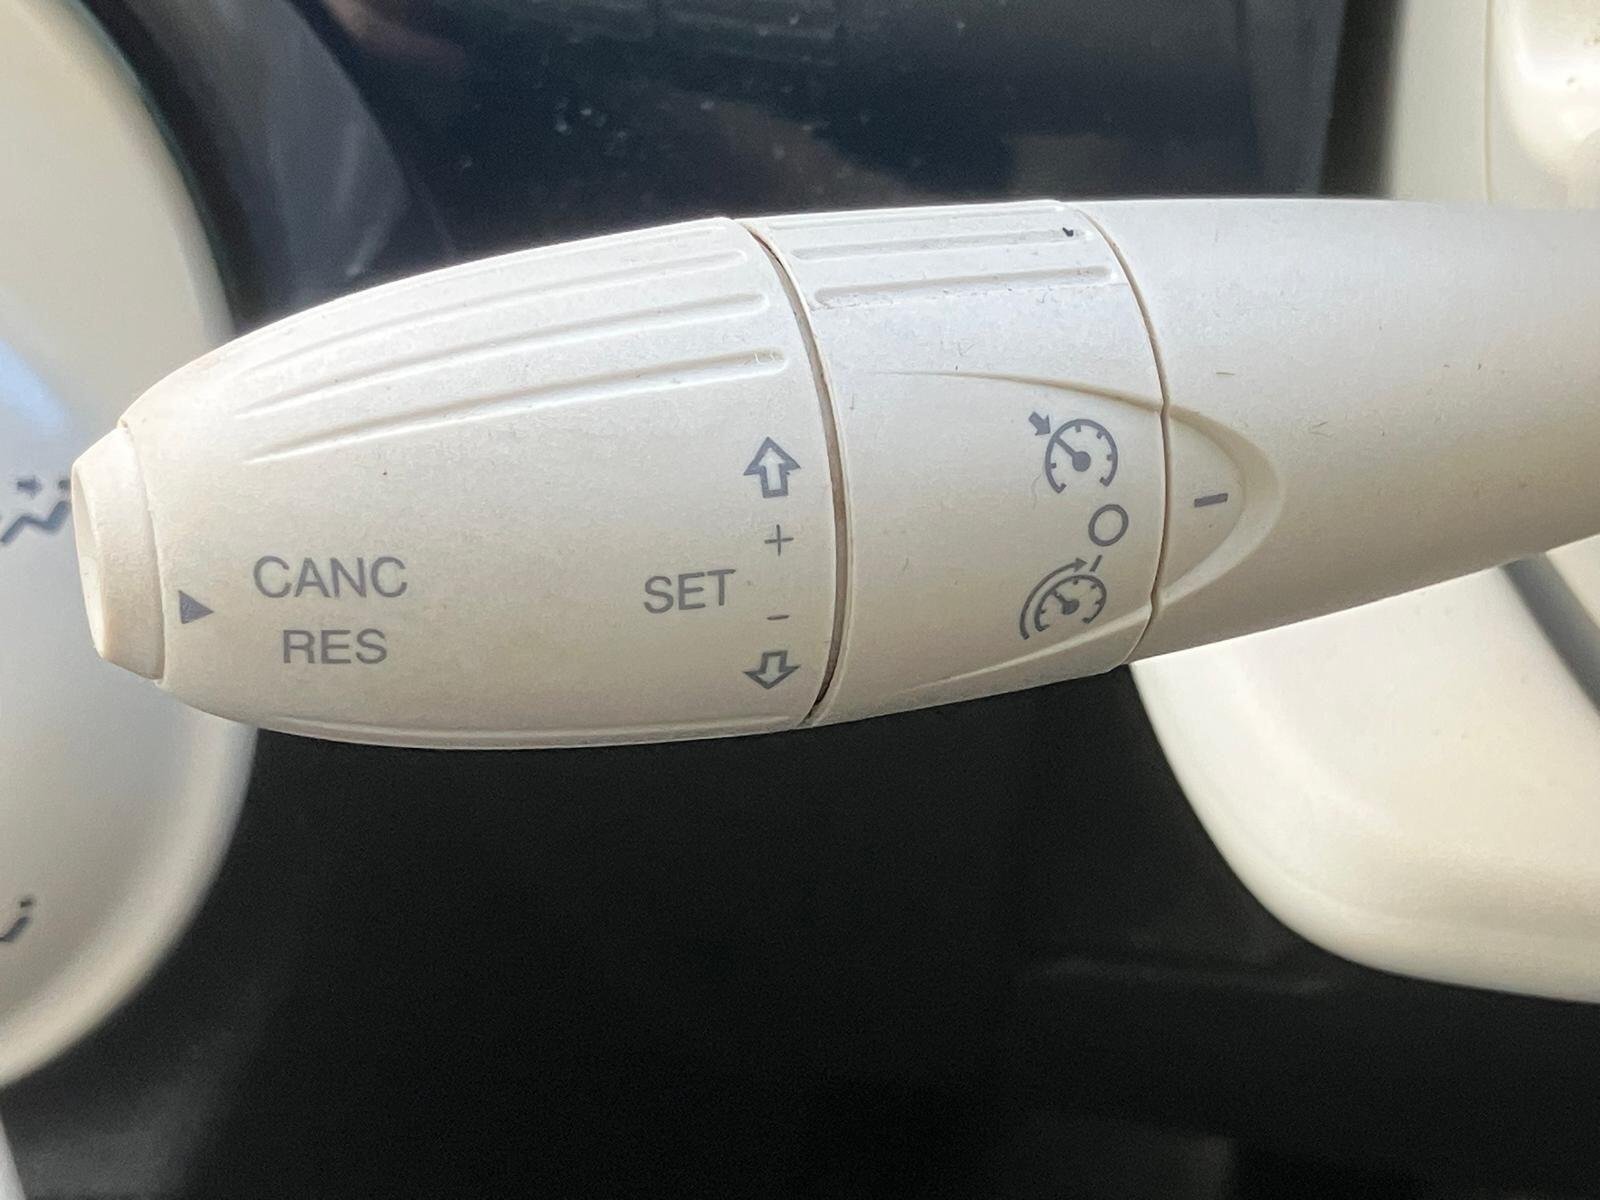 CANC
RES
SET
+
-